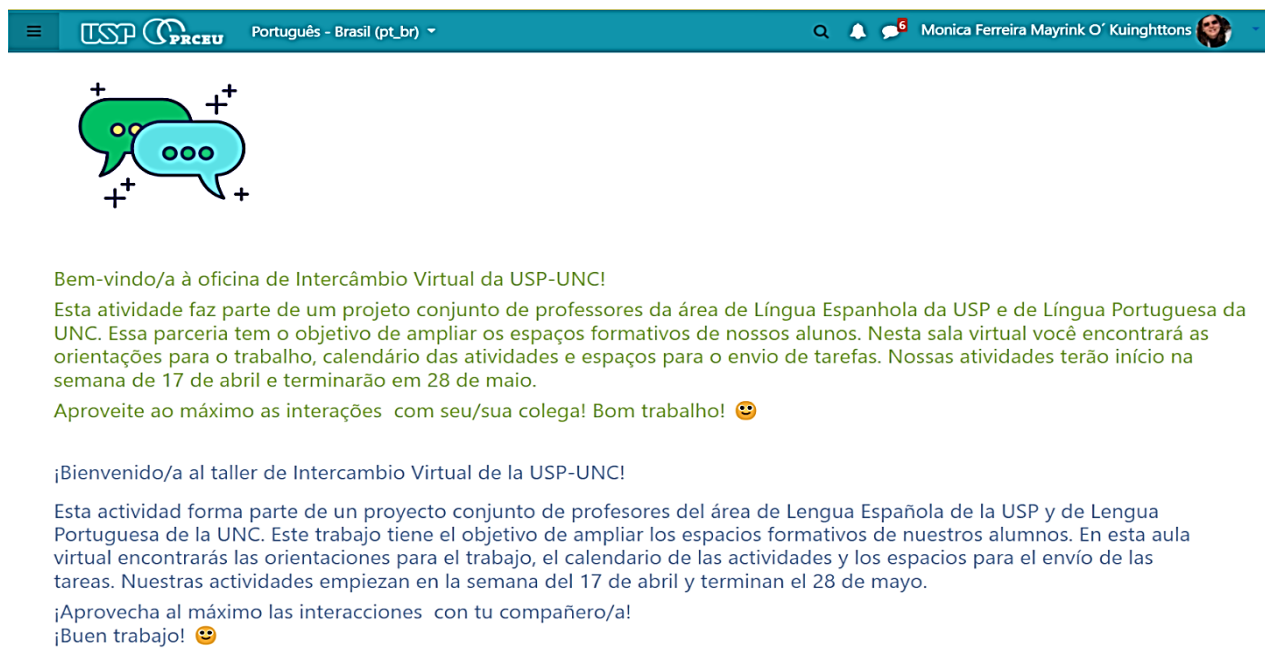 USP PRCEU Português - Brasil (pt_br) 6 Monica Ferreira Mayrink O´ Kuinghttons
Bem-vindo/a à oficina de Intercâmbio Virtual da USP-UNC!
Esta atividade faz parte de um projeto conjunto de professores da área de Língua Espanhola da USP e de Língua Portuguesa da
UNC. Essa parceria tem o objetivo de ampliar os espaços formativos de nossos alunos. Nesta sala virtual você encontrará as
orientações para o trabalho, calendário das atividades e espaços para o envio de tarefas. Nossas atividades terão início na
semana de 17 de abril e terminarão em 28 de maio.
Aproveite ao máximo as interações com seu/sua colega! Bom trabalho! 🙂
¡Bienvenido/a al taller de Intercambio Virtual de la USP-UNC!
Esta actividad forma parte de un proyecto conjunto de profesores del área de Lengua Española de la USP y de Lengua
Portuguesa de la UNC. Este trabajo tiene el objetivo de ampliar los espacios formativos de nuestros alumnos. En esta aula
virtual encontrarás las orientaciones para el trabajo, el calendario de las actividades y los espacios para el envío de las
tareas. Nuestras actividades empiezan en la semana del 17 de abril y terminan el 28 de mayo.
¡Aprovecha al máximo las interacciones con tu compañero/a!
¡Buen trabajo! 🙂